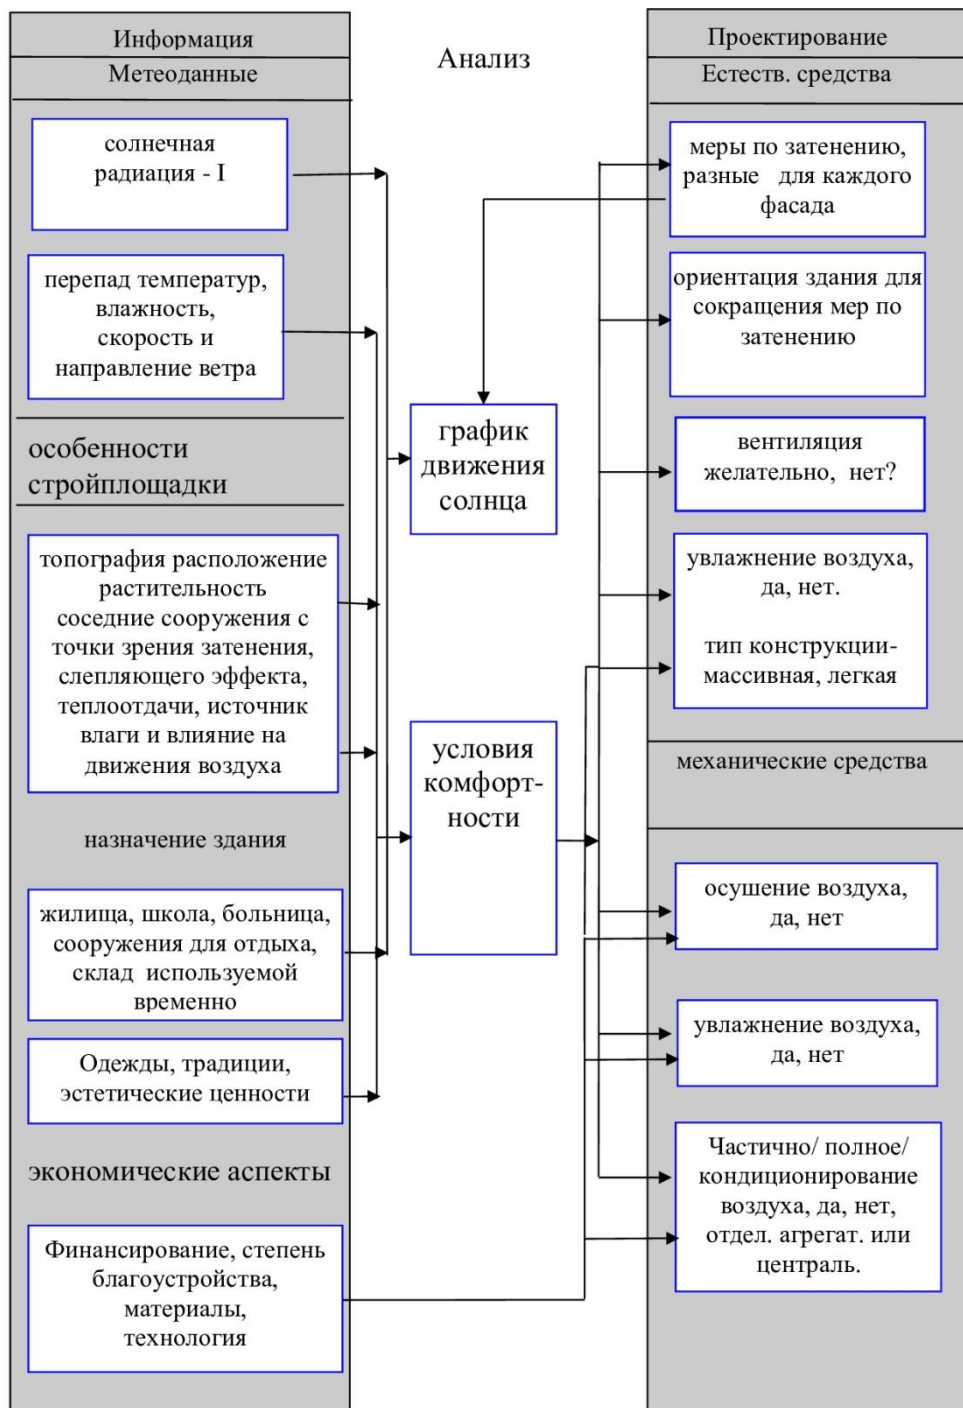 Информация
Метеоданные
солнечная
радиация - I
перепад температур,
влажность,
скорость и
направление ветра
особенности
стройплощадки
топография расположение
растительность
соседние сооружения с
точки зрения затенения,
слепляющего эффекта,
теплоотдачи, источник
влаги и влияние на
движения воздуха
назначение здания
жилища, школа, больница,
сооружения для отдыха,
склад используемой
временно
Одежды, традиции,
эстетические ценности
экономические аспекты
Финансирование, степень
благоустройства,
материалы,
технология
Анализ
график
движения
солнца
условия
комфорт-
ности
Проектирование
Естеств. средства
меры по затенению,
разные для каждого
фасада
ориентация здания для
сокращения мер по
затенению
вентиляция
желательно, нет?
увлажнение воздуха,
да, нет.
тип конструкции-
массивная, легкая
механические средства
осушение воздуха,
да, нет
увлажнение воздуха,
да, нет
Частично/ полное/
кондиционирование
воздуха, да, нет,
отдел. агрегат. или
централь.